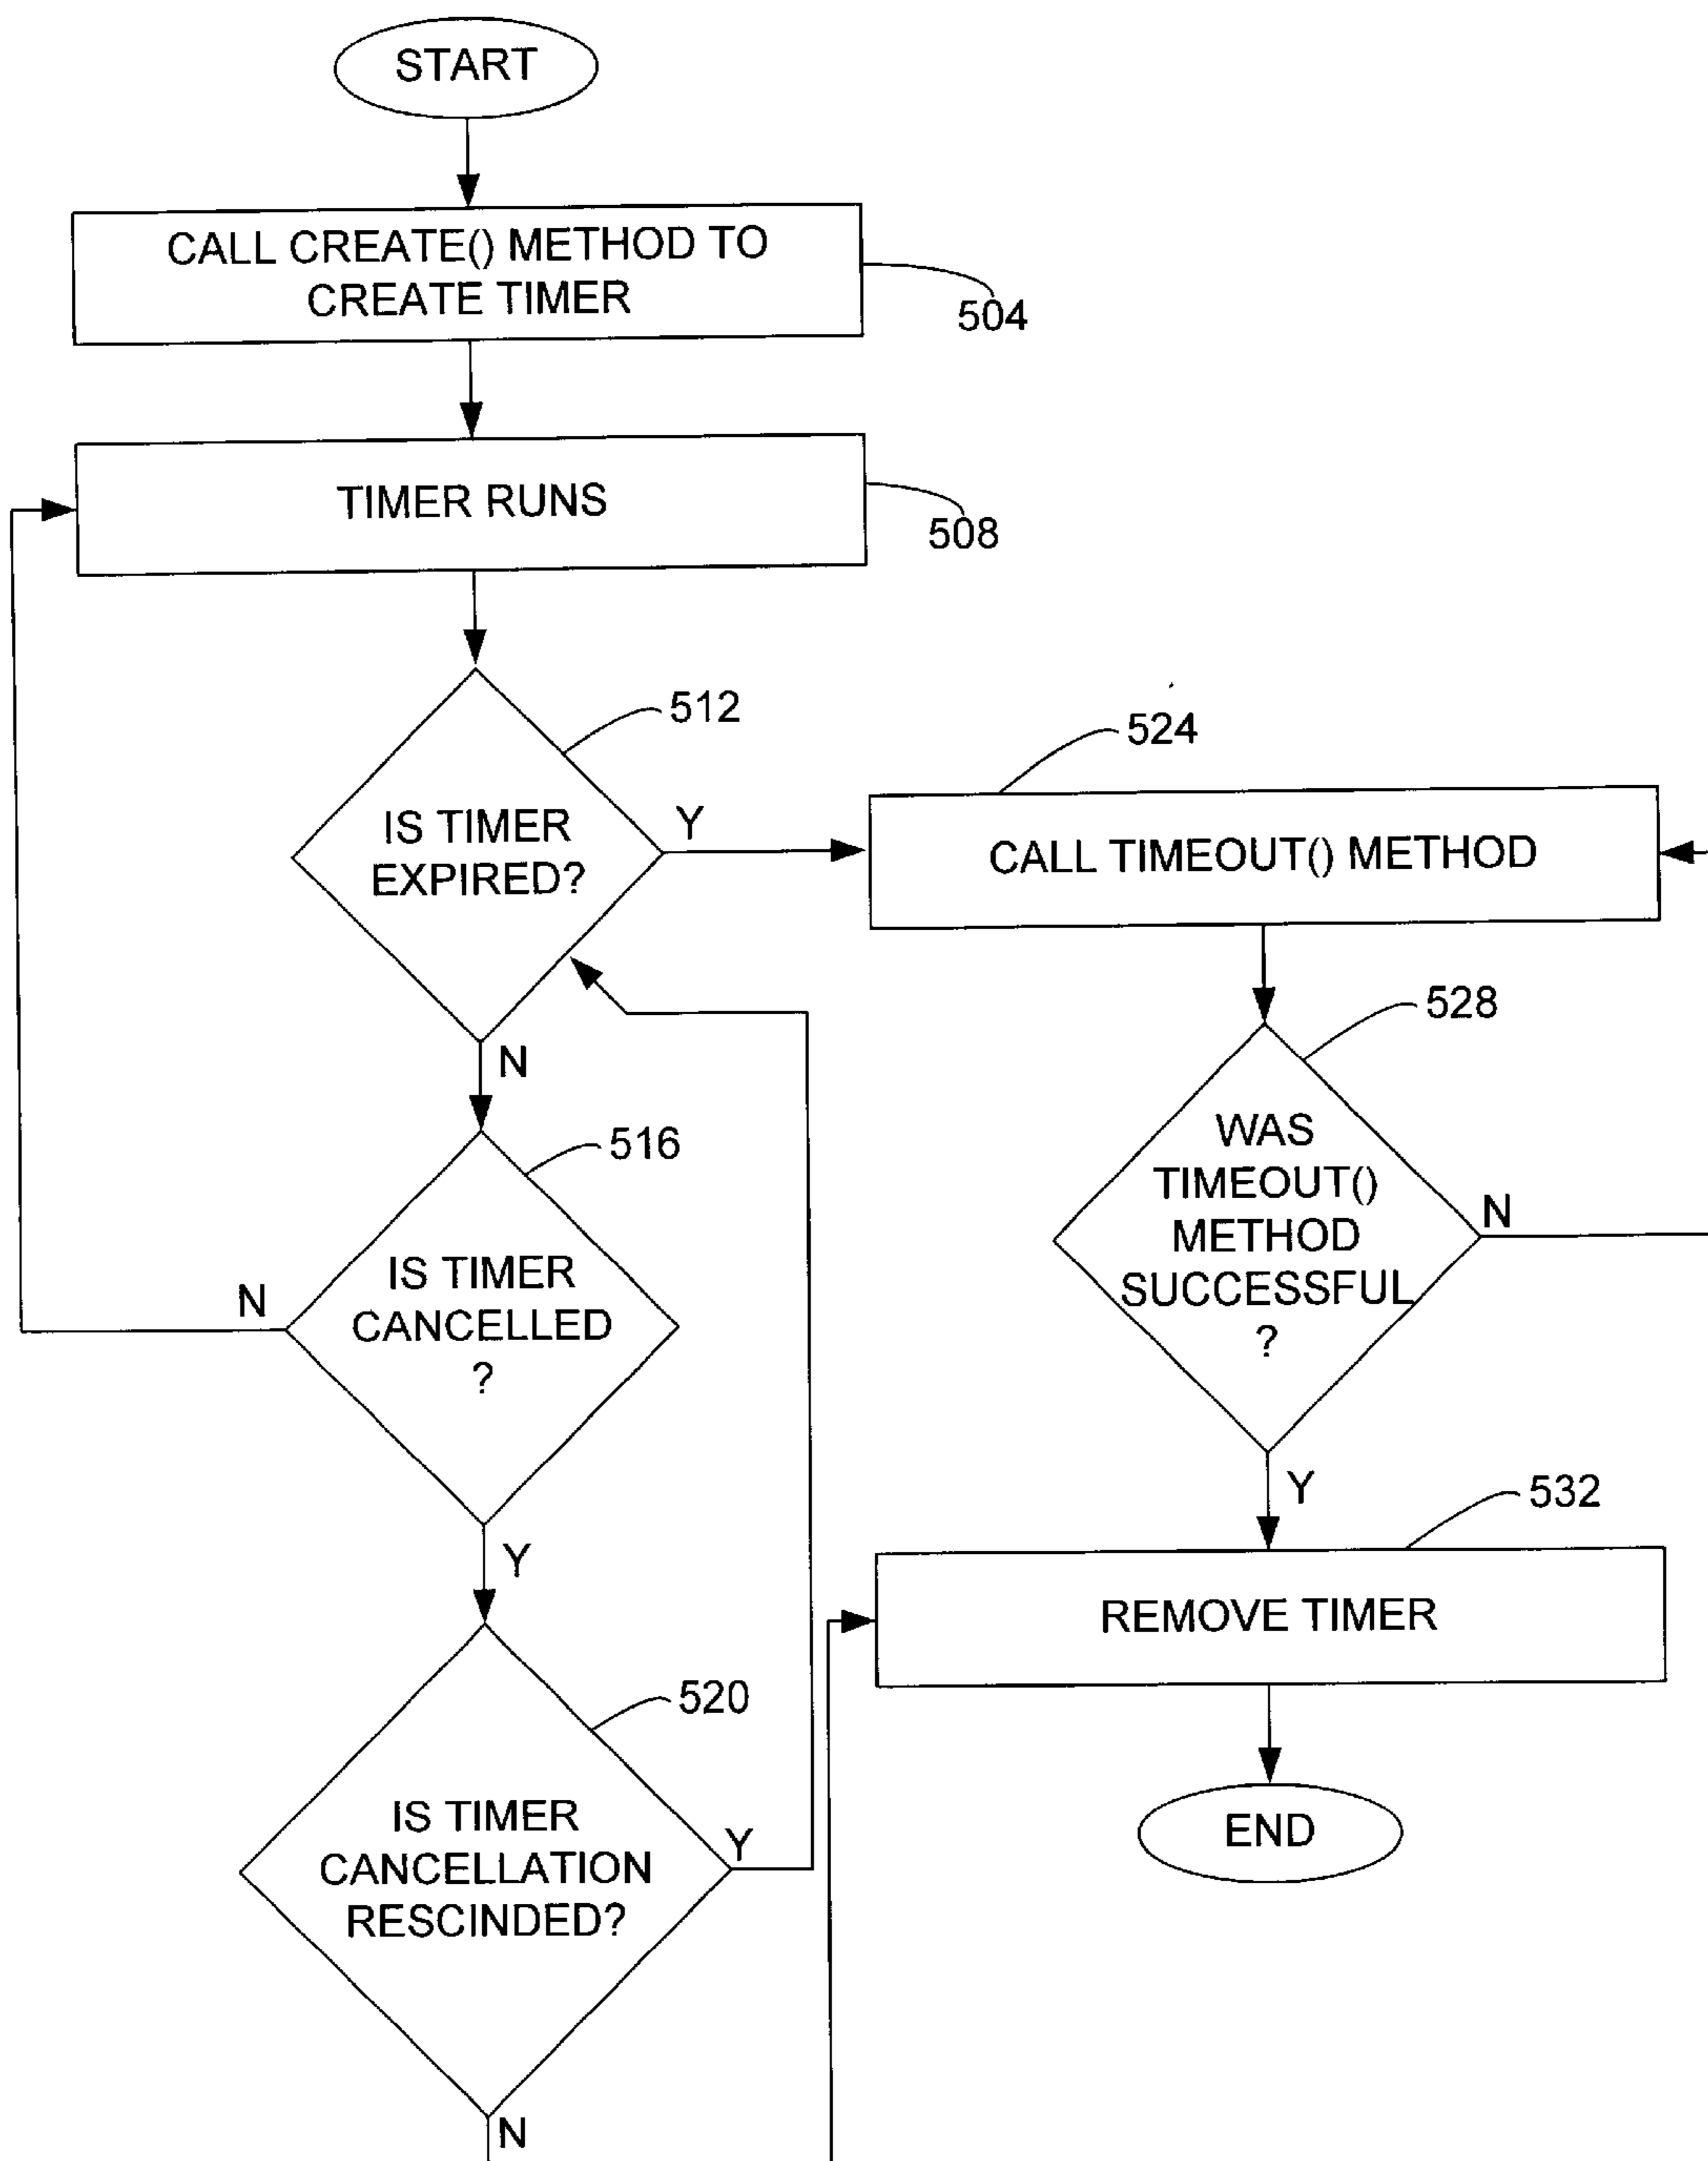 START
CALL CREATE() METHOD TO
CREATE TIMER
504
TIMER RUNS
508
512
IS TIMER
EXPIRED?
Y
N
524
CALL TIMEOUT() METHOD
528
WAS
TIMEOUT()
METHOD
SUCCESSFUL
?
N
Y
516
IS TIMER
CANCELLED
?
N
Y
532
REMOVE TIMER
520
IS TIMER
CANCELLATION
RESCINDED?
Y
N
END